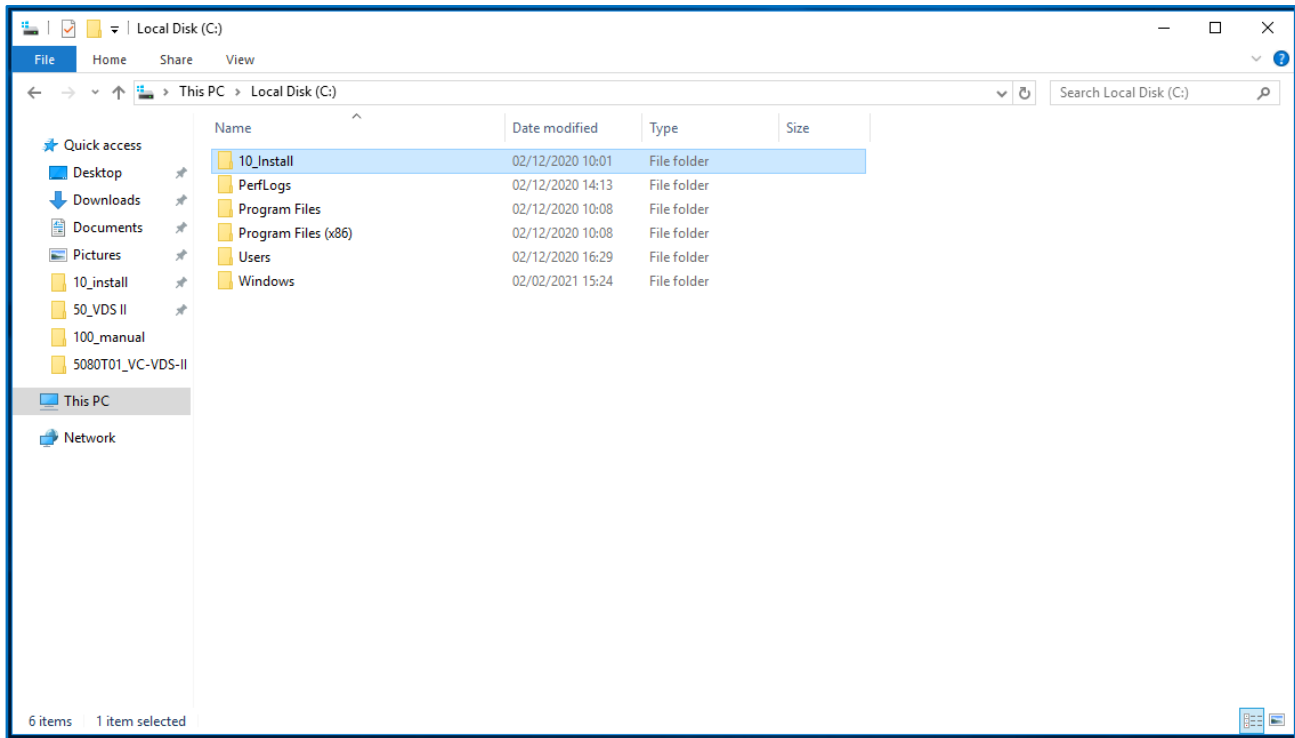 Local Disk (C:)
File Home Share View
This PC > Local Disk (C:)
Search Local Disk (C:)
Name Date modified Type Size
Quick access
Desktop
Downloads
Documents
Pictures
10_install
50_VDS II
100_manual
5080T01_VC-VDS-II
This PC
Network
10_Install 02/12/2020 10:01 File folder
PerfLogs 02/12/2020 14:13 File folder
Program Files 02/12/2020 10:08 File folder
Program Files (x86) 02/12/2020 10:08 File folder
Users 02/12/2020 16:29 File folder
Windows 02/02/2021 15:24 File folder
6 items 1 item selected